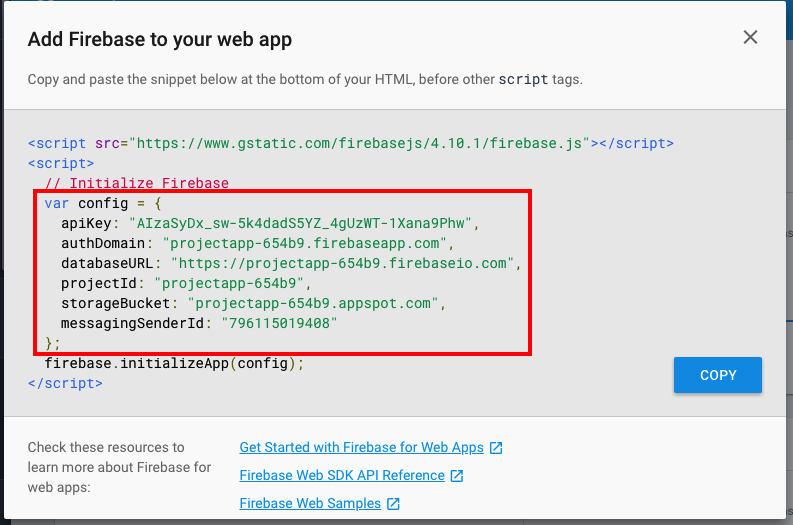 Add Firebase to your web app
Copy and paste the snippet below at the bottom of your HTML, before other script tags.
<script src="https://www.gstatic.com/firebasejs/4.10.1/firebase.js"></script>
<script>
// Initialize Firebase
var config = {
apiKey: "AIzaSyDx_sw-5k4dadS5YZ_4gUzWT-1Xana9Phw",
authDomain: "projectapp-654b9.firebaseapp.com",
databaseURL: "https://projectapp-654b9.firebaseio.com",
projectId: "projectapp-654b9",
storageBucket: "projectapp-654b9.appspot.com",
messagingSenderId: "796115019408"
};
firebase.initializeApp(config);
</script>
COPY
Check these resources to
learn more about Firebase for
web apps:
Get Started with Firebase for Web Apps
Firebase Web SDK API Reference
Firebase Web Samples